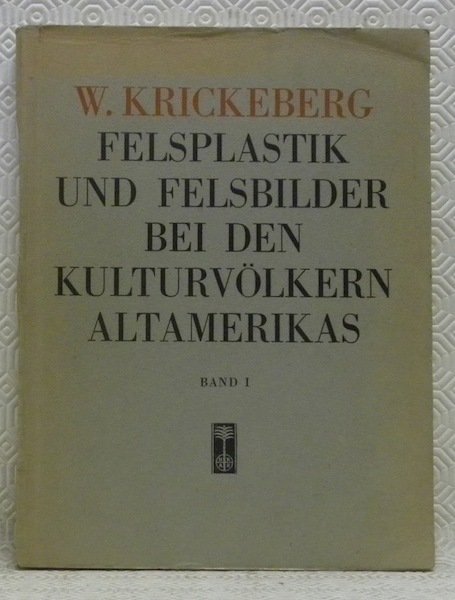 W. KRICKEBERG
FELSPLASTIK
UND FELSBILDER
BEI DEN
KULTURVÖLKERN
ALTAMERIKAS
BAND I